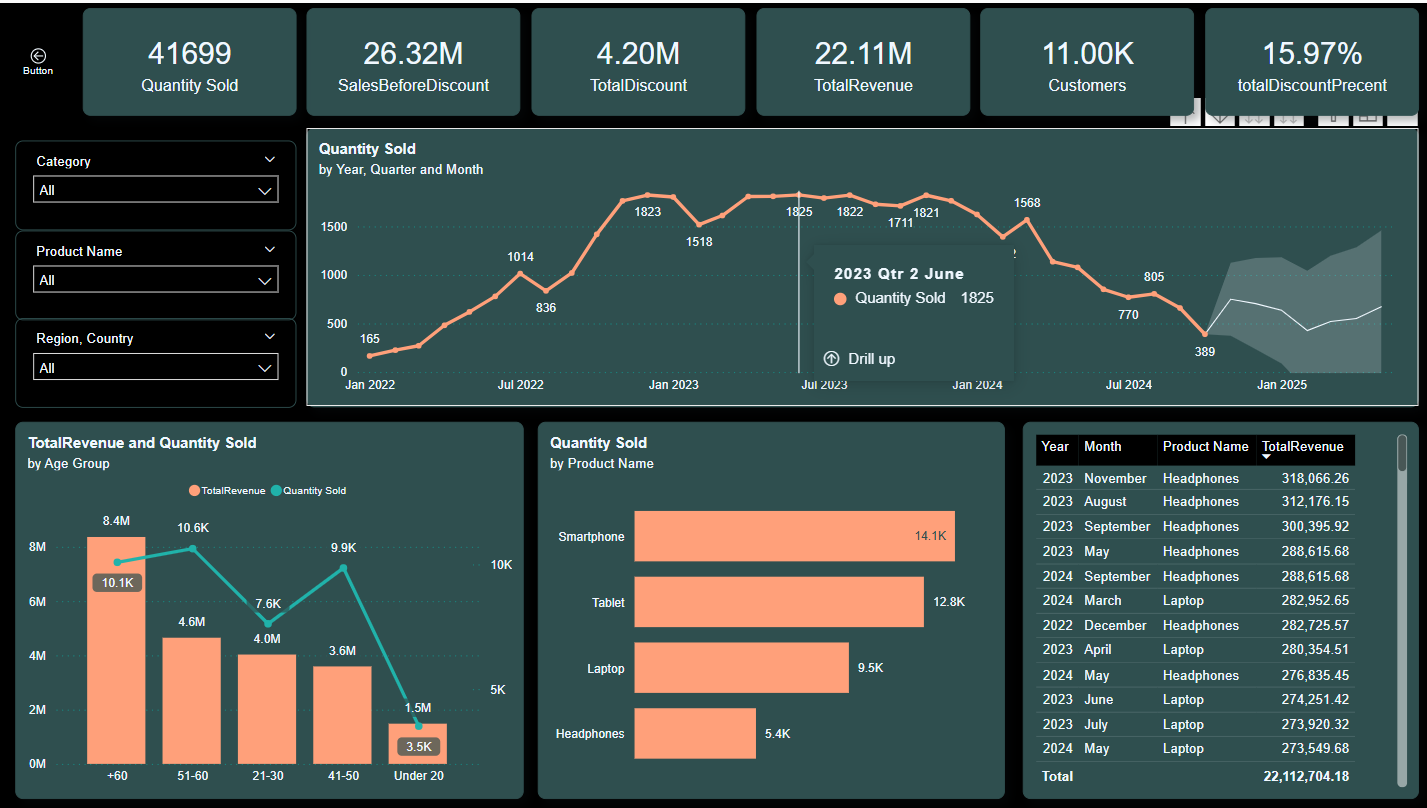 41699
Quantity Sold
26.32M
SalesBeforeDiscount
4.20M
TotalDiscount
22.11M
TotalRevenue
11.00K
Customers
15.97%
totalDiscountPrecent
Button
Category
All
Product Name
All
Region, Country
All
Quantity Sold
by Year, Quarter and Month
1500
1000
500
0
165
1014
836
1823
1518
1825
1822
1711
1821
1568
770
805
389
2023 Qtr 2 June
Quantity Sold 1825
Drill up
Jan 2022 Jul 2022 Jan 2023 Jul 2023 Jan 2024 Jul 2024 Jan 2025
TotalRevenue and Quantity Sold
by Age Group
TotalRevenue Quantity Sold
8M
6M
4M
2M
0M
10K
5K
8.4M
10.1K
10.6K
4.6M
7.6K
4.0M
9.9K
3.6M
1.5M
3.5K
+60 51-60 21-30 41-50 Under 20
Quantity Sold
by Product Name
Smartphone 14.1K
Tablet 12.8K
Laptop 9.5K
Headphones 5.4K
Year Month Product Name TotalRevenue
2023 November Headphones 318,066.26
2023 August Headphones 312,176.15
2023 September Headphones 300,395.92
2023 May Headphones 288,615.68
2024 September Headphones 288,615.68
2024 March Laptop 282,952.65
2022 December Headphones 282,725.57
2023 April Laptop 280,354.51
2024 May Headphones 276,835.45
2023 June Laptop 274,251.42
2023 July Laptop 273,920.32
2024 May Laptop 273,549.68
Total 22,112,704.18